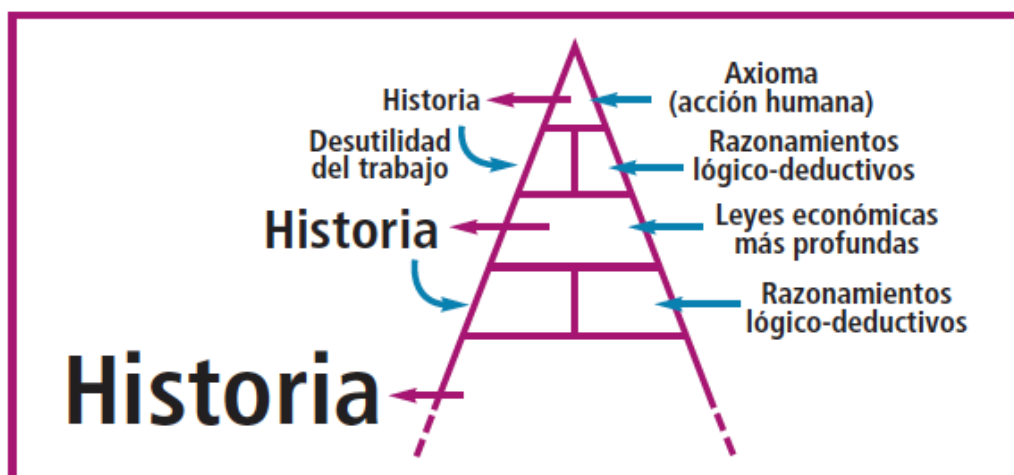 Axioma
(acción humana)
Historia
Desutilidad
del trabajo
Razonamientos
lógico-deductivos
Historia
Leyes económicas
más profundas
Razonamientos
lógico-deductivos
Historia